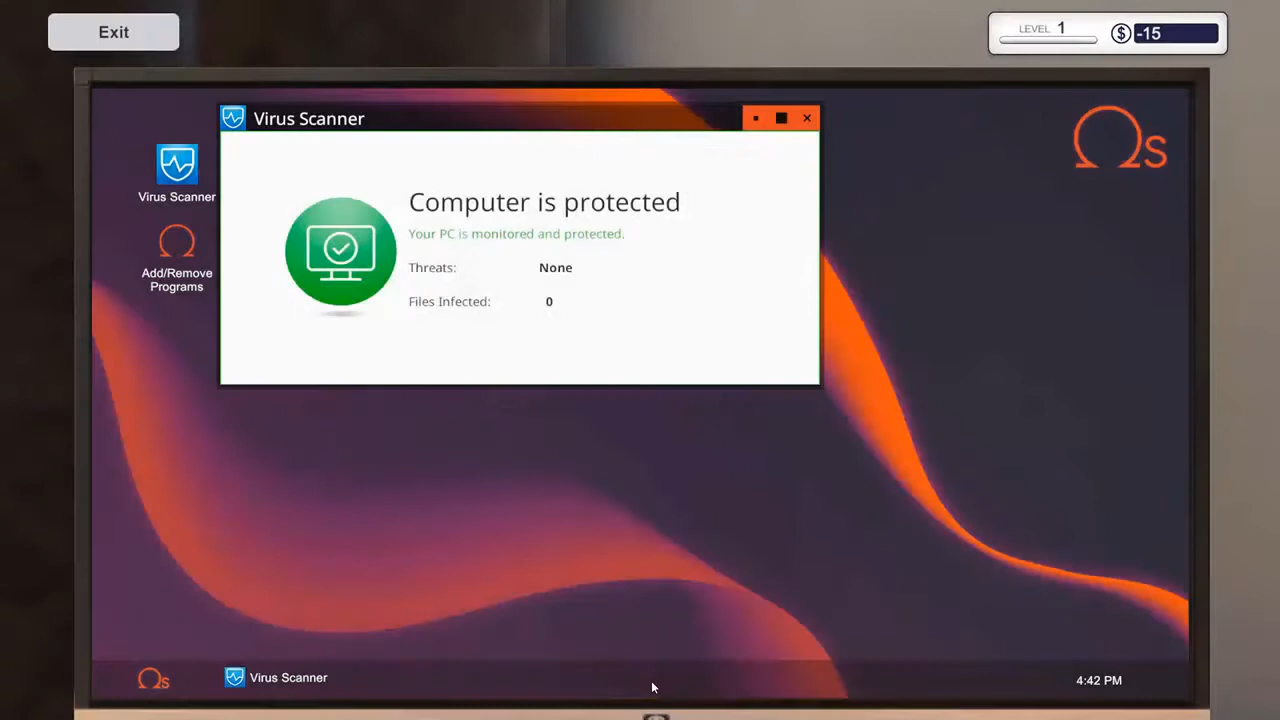 Exit
LEVEL 1
$ -15
Virus Scanner
Ωs
Virus Scanner
Computer is protected
Your PC is monitored and protected.
Threats: None
Files Infected: 0
Add/Remove
Programs
Ωs
Virus Scanner
4:42 PM